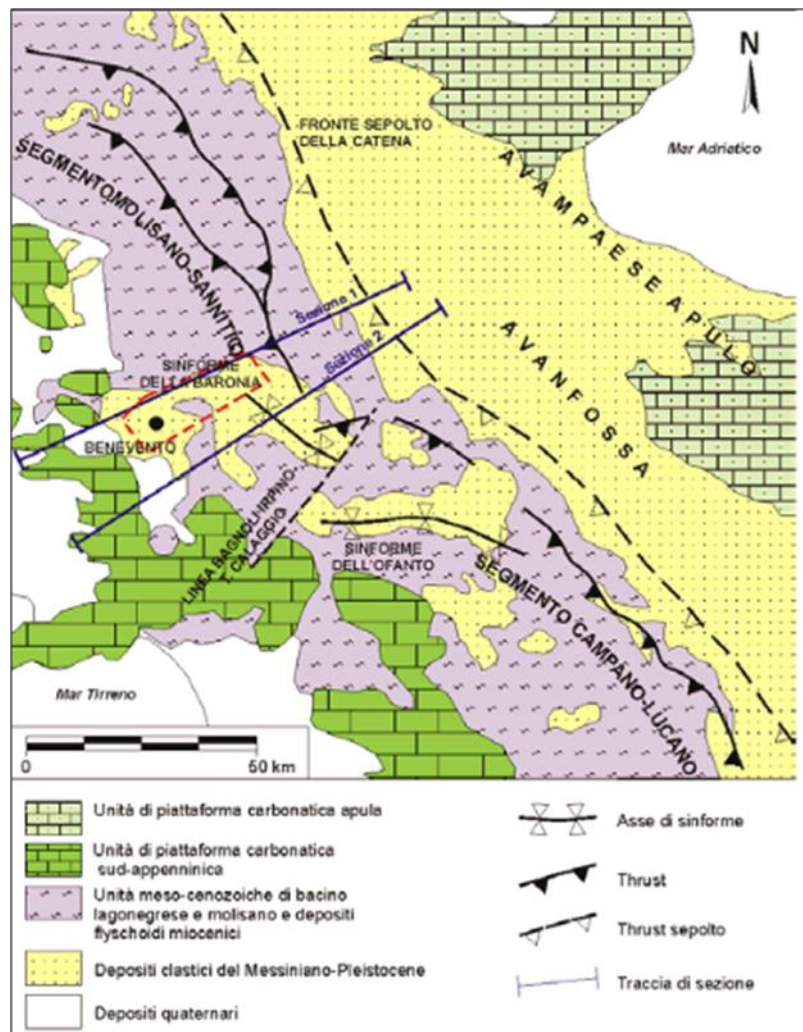 N
FRONTE SEPOLTO
DELLA CATENA
Mar Adriatico
AVAMPAESE APULO
SEGMENTOMOLISANO-SANNITICO
Sezione 1
Sezione 2
SINFORME
DELLA BARONIA
AVANFOSSA
BENEVENTO
LINEA BAGNOLI-IRPINO
T. CALAGGIO
SINFORME
DELL'OFANTO
SEGMENTO CAMPANO-LUCANO
Mar Tirreno
0
50 km
Unità di piattaforma carbonatica apula
Unità di piattaforma carbonatica
sud-appenninica
Unità meso-cenozoiche di bacino
lagonegrese e molisano e depositi
flyschoidi miocenici
Depositi clastici del Messiniano-Pleistocene
Depositi quaternari
Asse di sinforme
Thrust
Thrust sepolto
Traccia di sezione